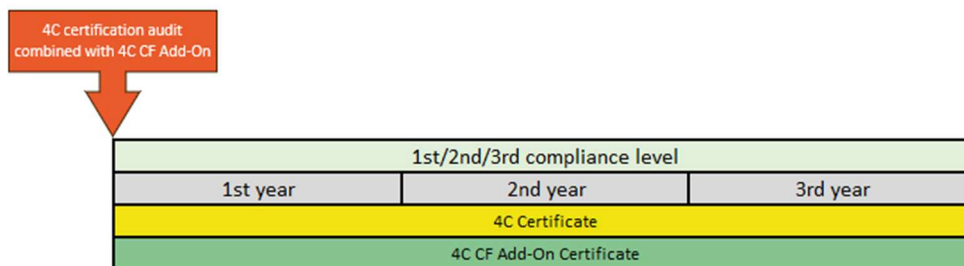 4C certification audit
combined with 4C CF Add-On
1st/2nd/3rd compliance level
1st year 2nd year 3rd year
4C Certificate
4C CF Add-On Certificate